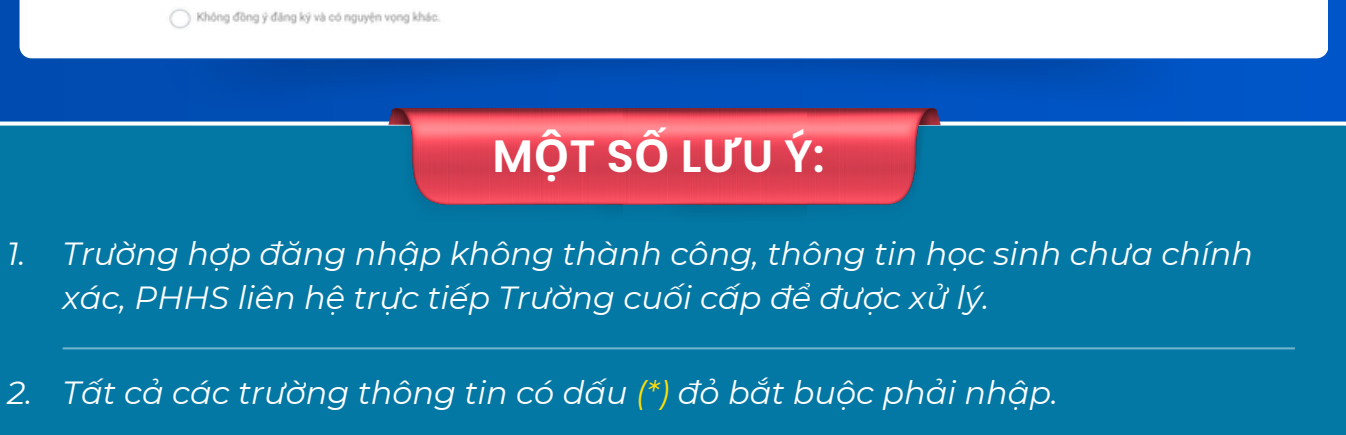 Không đồng ý đăng ký và có nguyện vọng khác.
MỘT SỐ LƯU Ý:
1. Trường hợp đăng nhập không thành công, thông tin học sinh chưa chính
xác, PHHS liên hệ trực tiếp Trường cuối cấp để được xử lý.
2. Tất cả các trường thông tin có dấu (*) đỏ bắt buộc phải nhập.